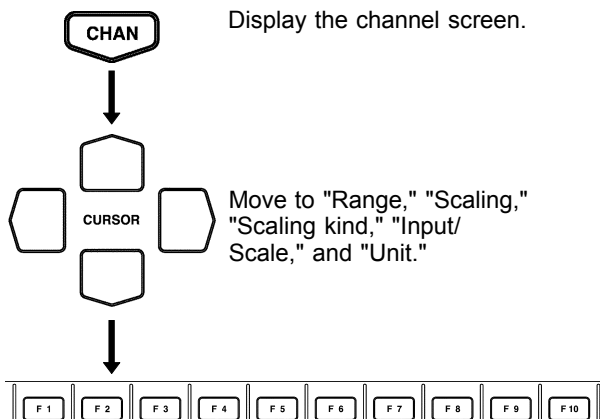 CHAN
Display the channel screen.
CURSOR
Move to "Range," "Scaling,"
"Scaling kind," "Input/
Scale," and "Unit."
F 1 F 2 F 3 F 4 F 5 F 6 F 7 F 8 F 9 F 10